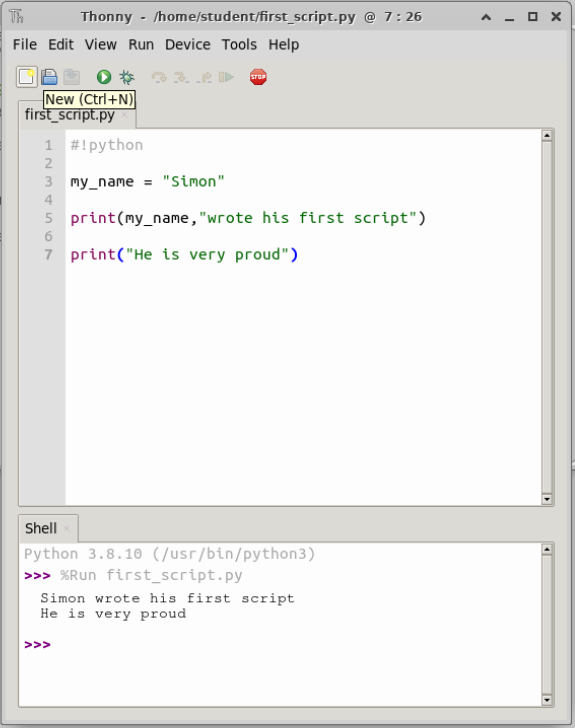 Th Thonny - /home/student/first_script.py @ 7 : 26
File Edit View Run Device Tools Help
STOP
New (Ctrl+N)
first_script.py
1 #!python
2
3 my_name = "Simon"
4
5 print(my_name,"wrote his first script")
6
7 print("He is very proud")
Shell
Python 3.8.10 (/usr/bin/python3)
>>> %Run first_script.py
Simon wrote his first script
He is very proud
>>>